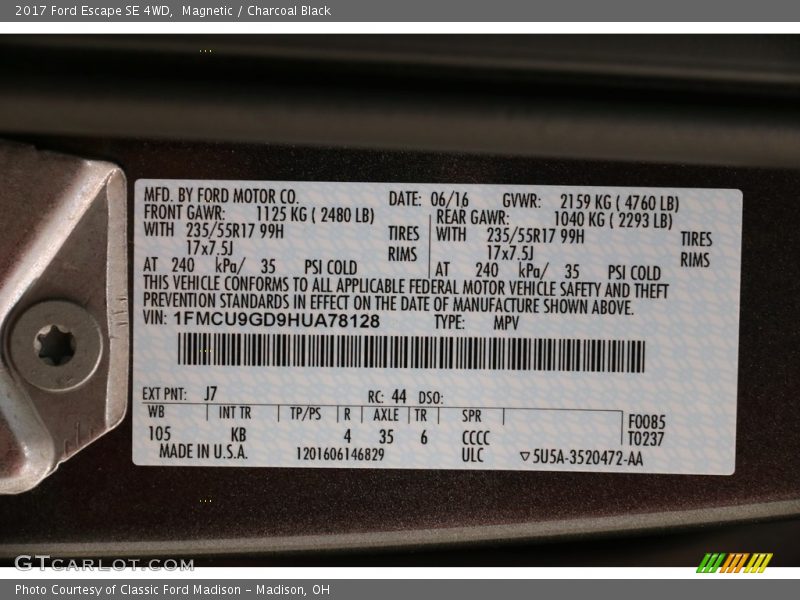 2017 Ford Escape SE 4WD,  Magnetic / Charcoal Black
MFD. BY FORD MOTOR CO. DATE: 06/16 GVWR: 2159 KG ( 4760 LB)
FRONT GAWR: 1125 KG ( 2480 LB) REAR GAWR: 1040 KG ( 2293 LB)
WITH 235/55R17 99H TIRES WITH 235/55R17 99H TIRES
17x7.5J RIMS 17x7.5J RIMS
AT 240 kPa/ 35 PSI COLD AT 240 kPa/ 35 PSI COLD
THIS VEHICLE CONFORMS TO ALL APPLICABLE FEDERAL MOTOR VEHICLE SAFETY AND THEFT
PREVENTION STANDARDS IN EFFECT ON THE DATE OF MANUFACTURE SHOWN ABOVE.
VIN: 1FMCU9GD9HUA78128 TYPE: MPV
EXT PNT: J7 RC: 44 DSO:
WB INT TR TP/PS R AXLE TR SPR F0085
105 KB 4 35 6 CCCC T0237
MADE IN U.S.A. 1201606146829 ULC ▽5U5A-3520472-AA
GTCARLOT.COM
Photo Courtesy of Classic Ford Madison - Madison, OH